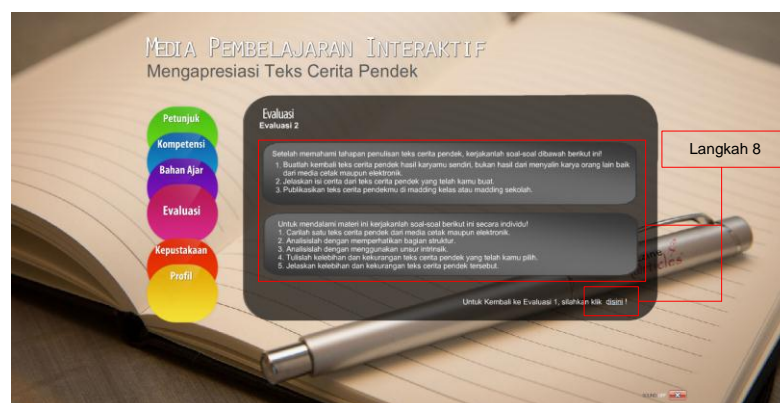 MEDIA PEMBELAJARAN INTERAKTIF
Mengapresiasi Teks Cerita Pendek
Petunjuk
Kompetensi
Bahan Ajar
Evaluasi
Kepustakaan
Profil
Evaluasi
Evaluasi 2
Setelah memahami tahapan penulisan teks cerita pendek, kerjakanlah soal-soal dibawah berikut ini!
1. Buatlah kembali teks cerita pendek hasil karyamu sendiri, bukan hasil dari menyalin karya orang lain baik
dari media cetak maupun elektronik.
2. Jelaskan isi cerita dari teks cerita pendek yang telah kamu buat.
3. Publikasikan teks cerita pendekmu di madding kelas atau madding sekolah.
Untuk mendalami materi ini kerjakanlah soal-soal berikut ini secara individu!
1. Carilah satu teks cerita pendek dari media cetak maupun elektronik.
2. Analisislah dengan memperhatikan bagian struktur.
3. Analisislah dengan menggunakan unsur intrinsik.
4. Tulislah kelebihan dan kekurangan teks cerita pendek yang telah kamu pilih.
5. Jelaskan kelebihan dan kekurangan teks cerita pendek tersebut.
Untuk Kembali ke Evaluasi 1, silahkan klik disini !
Langkah 8